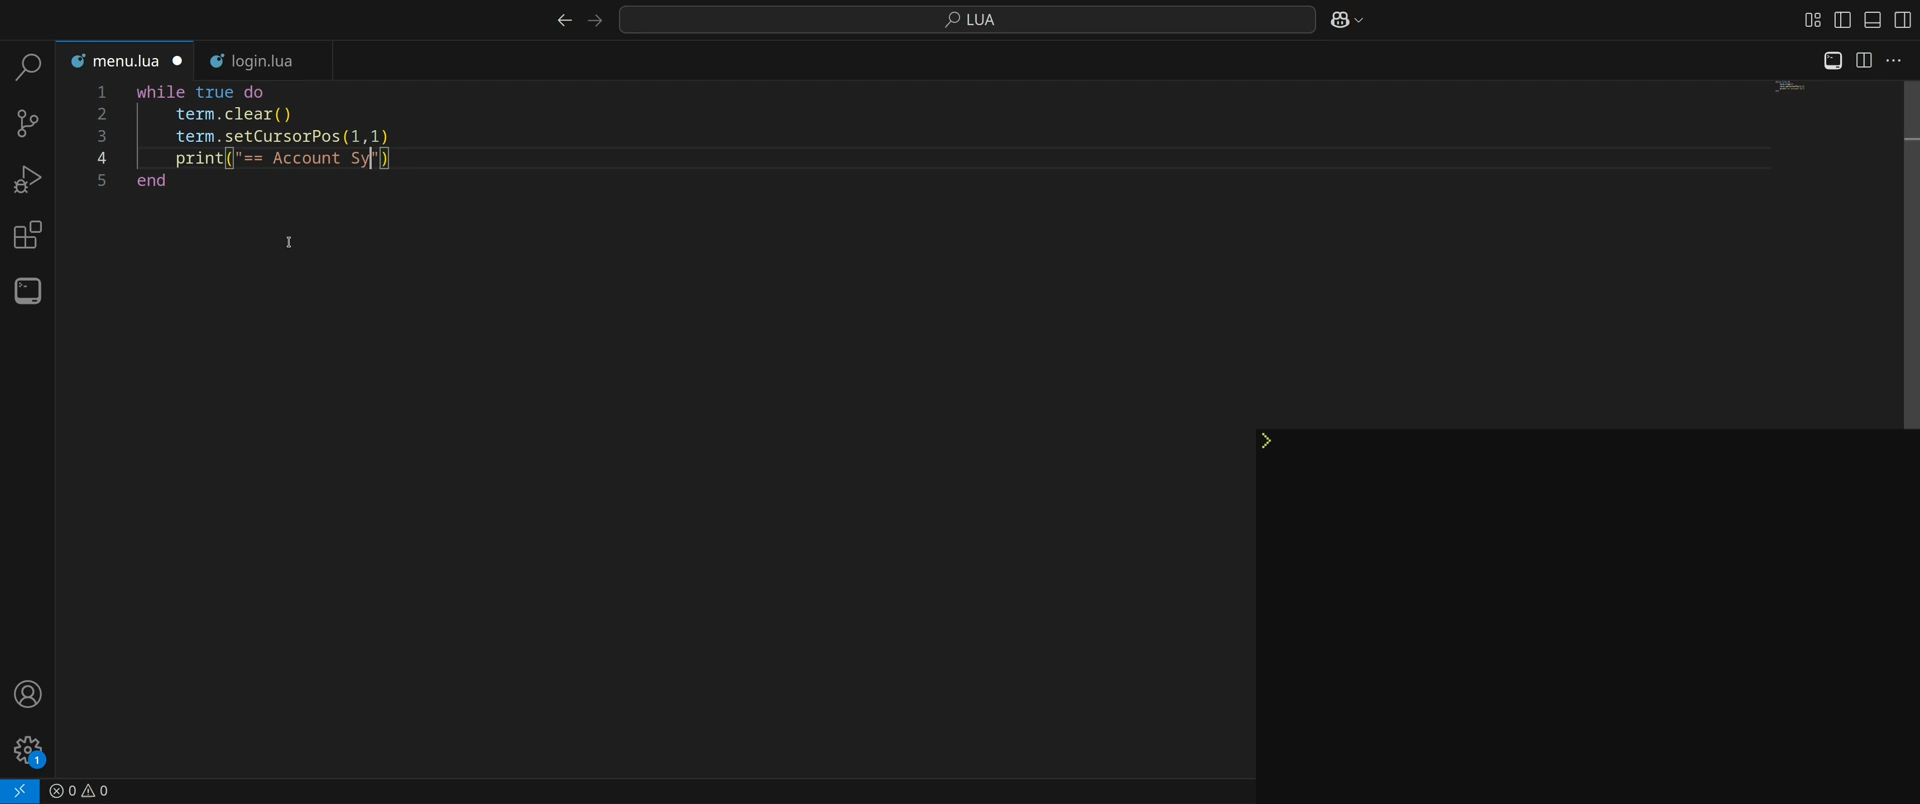 LUA
menu.lua
login.lua
1 while true do
2 term.clear()
3 term.setCursorPos(1,1)
4 print("== Account Sy")
5 end
>
1
0 0